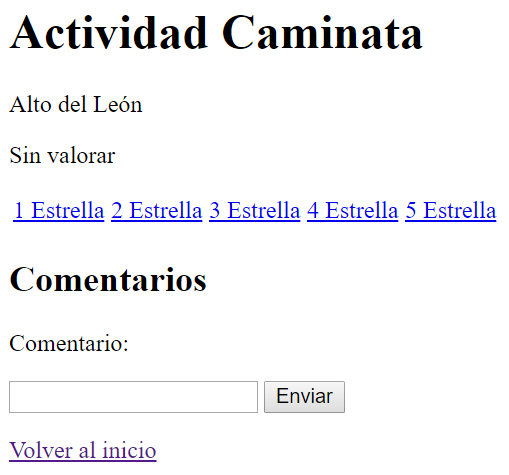 Actividad Caminata
Alto del León
Sin valorar
1 Estrella 2 Estrella 3 Estrella 4 Estrella 5 Estrella
Comentarios
Comentario:
Enviar
Volver al inicio